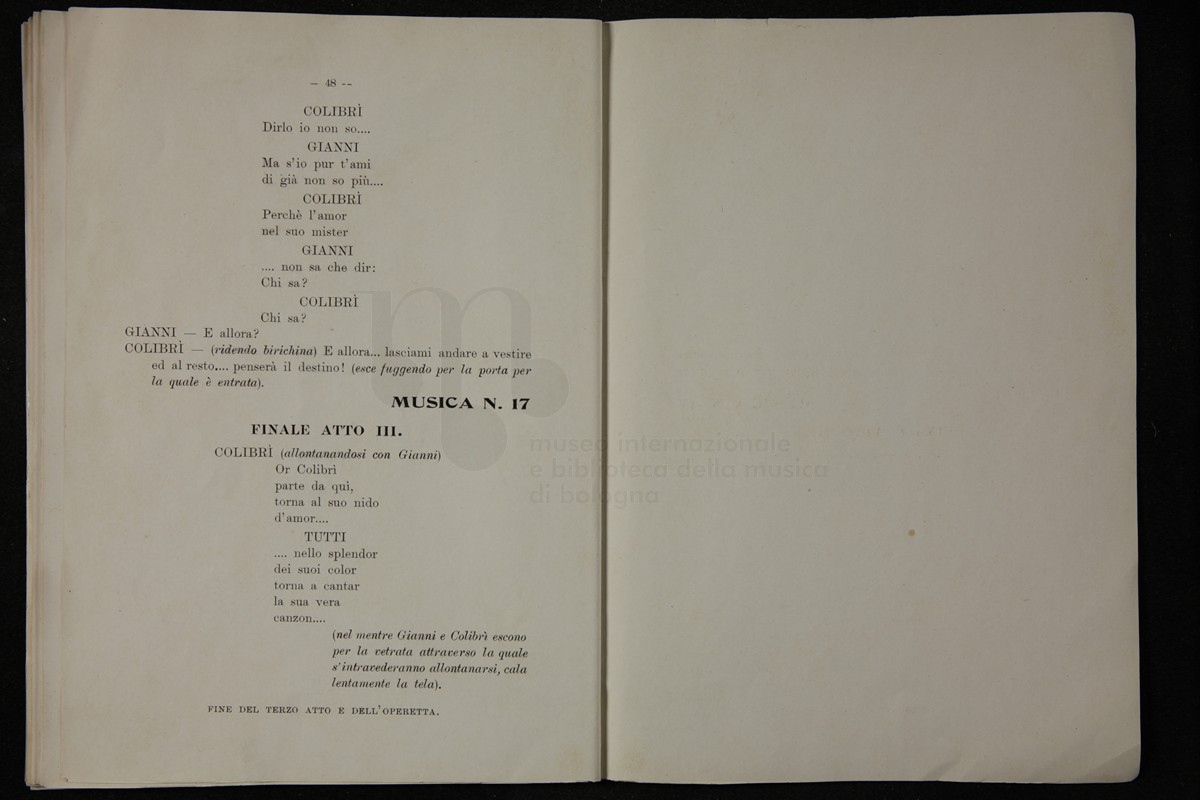 — 48 —
COLIBRÌ
Dirlo io non so....
GIANNI
Ma s'io pur t'ami
di già non so più....
COLIBRÌ
Perchè l'amor
nel suo mister
GIANNI
.... non sa che dir:
Chi sa?
COLIBRÌ
Chi sa?
GIANNI — E allora?
COLIBRÌ — (ridendo birichina) E allora... lasciami andare a vestire
ed al resto.... penserà il destino! (esce fuggendo per la porta per
la quale è entrata).
MUSICA N. 17
FINALE ATTO III.
COLIBRÌ (allontanandosi con Gianni)
Or Colibrì
parte da quì,
torna al suo nido
d'amor....
TUTTI
.... nello splendor
dei suoi color
torna a cantar
la sua vera
canzon....
(nel mentre Gianni e Colibrì escono
per la vetrata attraverso la quale
s'intravederanno allontanarsi, cala
lentamente la tela).
FINE DEL TERZO ATTO E DELL'OPERETTA.
museo internazionale
e biblioteca della musica
di bologna